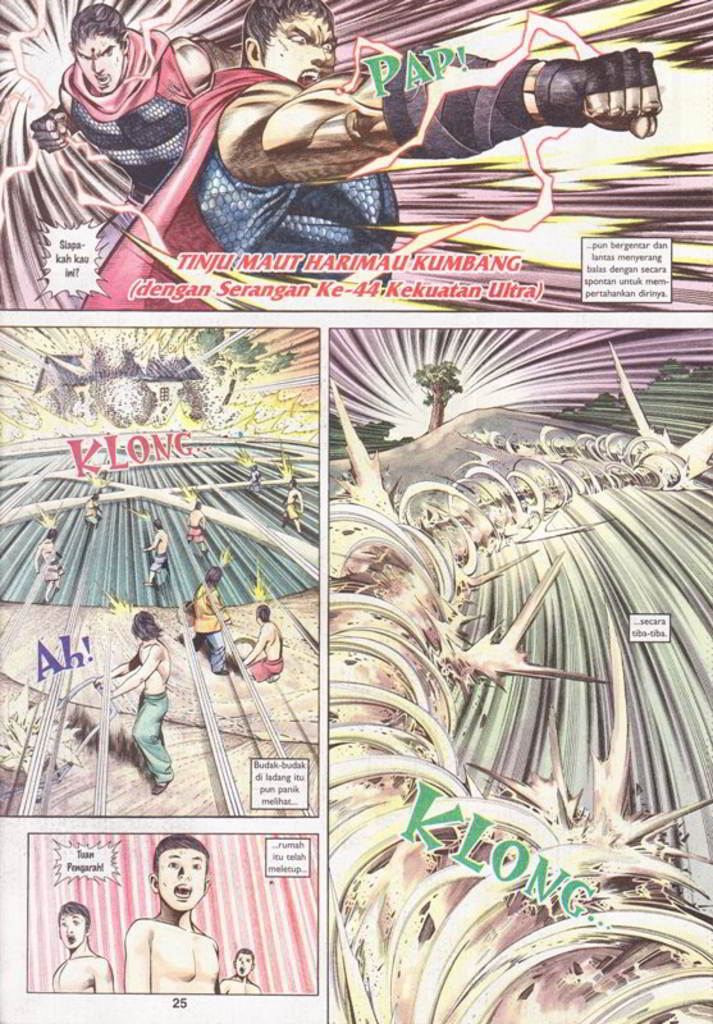 PAP!
Siapa-
kah kau
ini?
TINJU MAUT HARIMAU KUMBANG
(dengan Serangan Ke-44 Kekuatan Ultra)
...pun bergentar dan
lantas menyerang
balas dengan secara
spontan untuk mem-
pertahankan dirinya.
KLONG...
Ah!
Budak-budak
di ladang itu
pun panik
melihat...
Tuan
Pengarah!
...rumah
itu telah
meletup...
...secara
tiba-tiba.
KLONG...
25